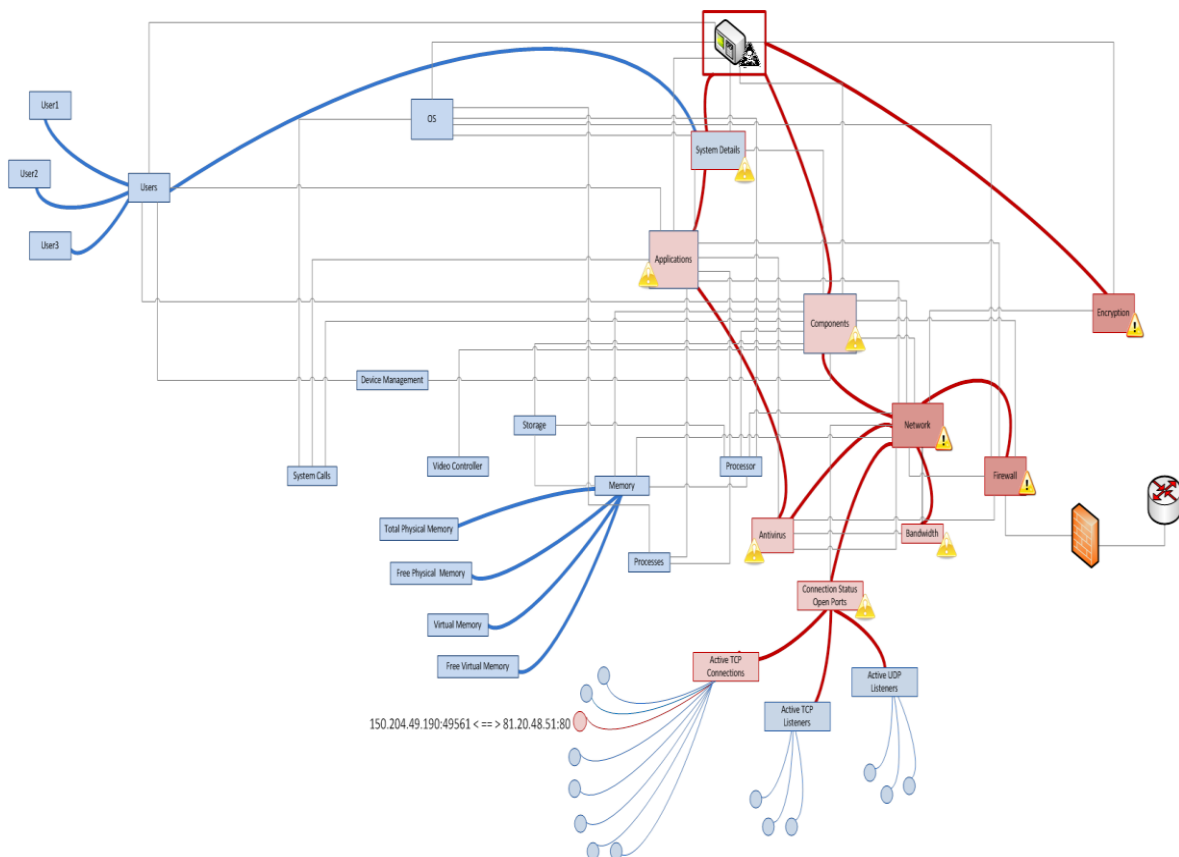 User1
OS
System Details
User2
Users
User3
Applications
Encryption
Components
Device Management
Storage
Network
Video Controller
Processor
System Calls
Firewall
Memory
Total Physical Memory
Antivirus
Bandwidth
Processes
Free Physical Memory
Connection Status
Open Ports
Virtual Memory
Free Virtual Memory
Active TCP
Connections
Active UDP
Listeners
Active TCP
Listeners
150.204.49.190:49561 < == > 81.20.48.51:80